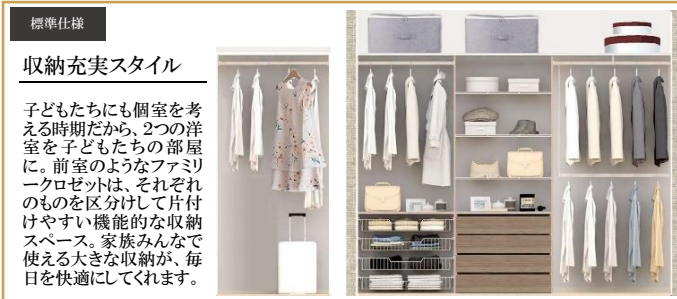 標準仕様
収納充実スタイル
子どもたちにも個室を考
える時期だから、2つの洋
室を子どもたちの部屋
に。前室のようなファミリ
ークロゼットは、それぞれ
のものを区分けして片付
けやすい機能的な収納
スペース。家族みんなで
使える大きな収納が、毎
日を快適にしてくれます。